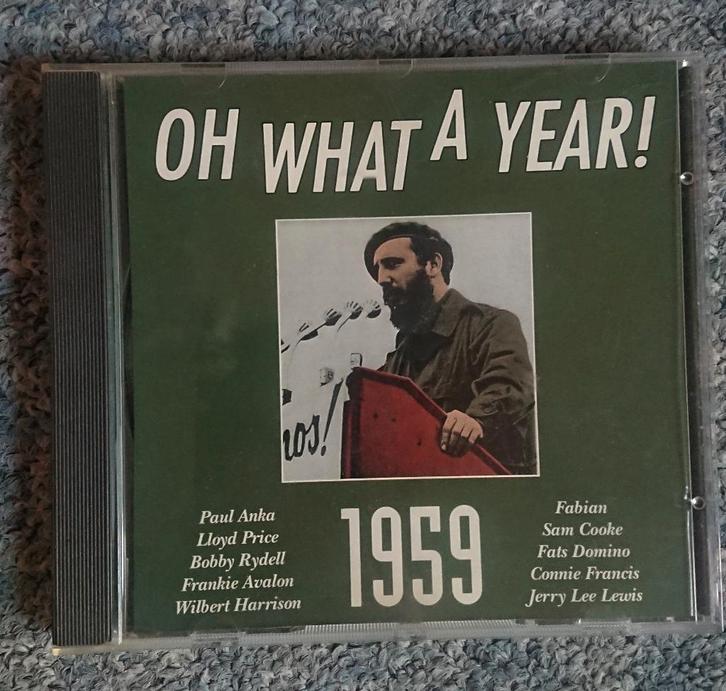 OH WHAT A YEAR!
nos!
1959
Paul Anka
Lloyd Price
Bobby Rydell
Frankie Avalon
Wilbert Harrison
Fabian
Sam Cooke
Fats Domino
Connie Francis
Jerry Lee Lewis